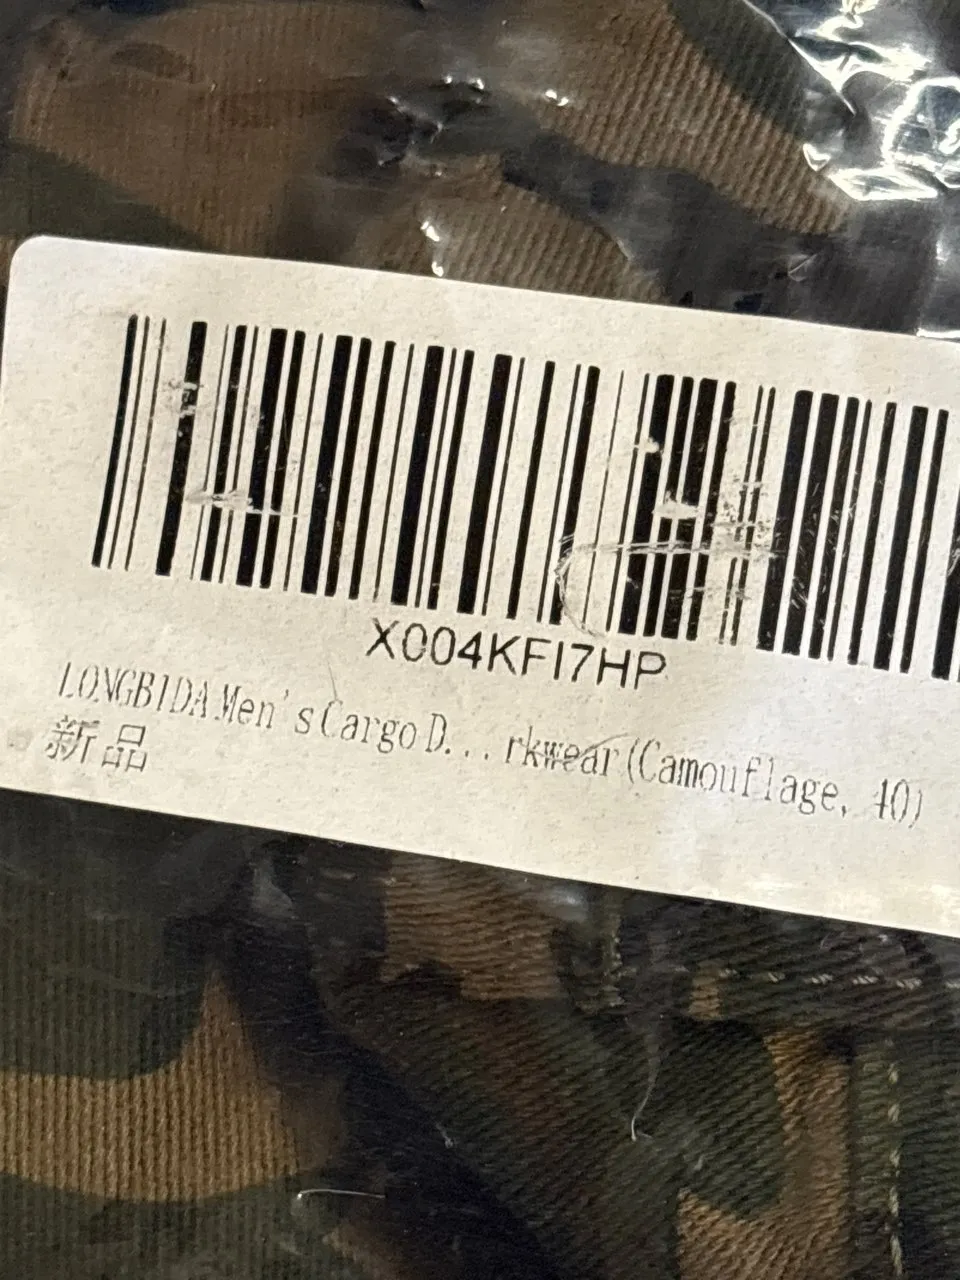 X004KFI7HP
LONGBIDA Men's Cargo D...rkwear(Camouflage, 40)
新品